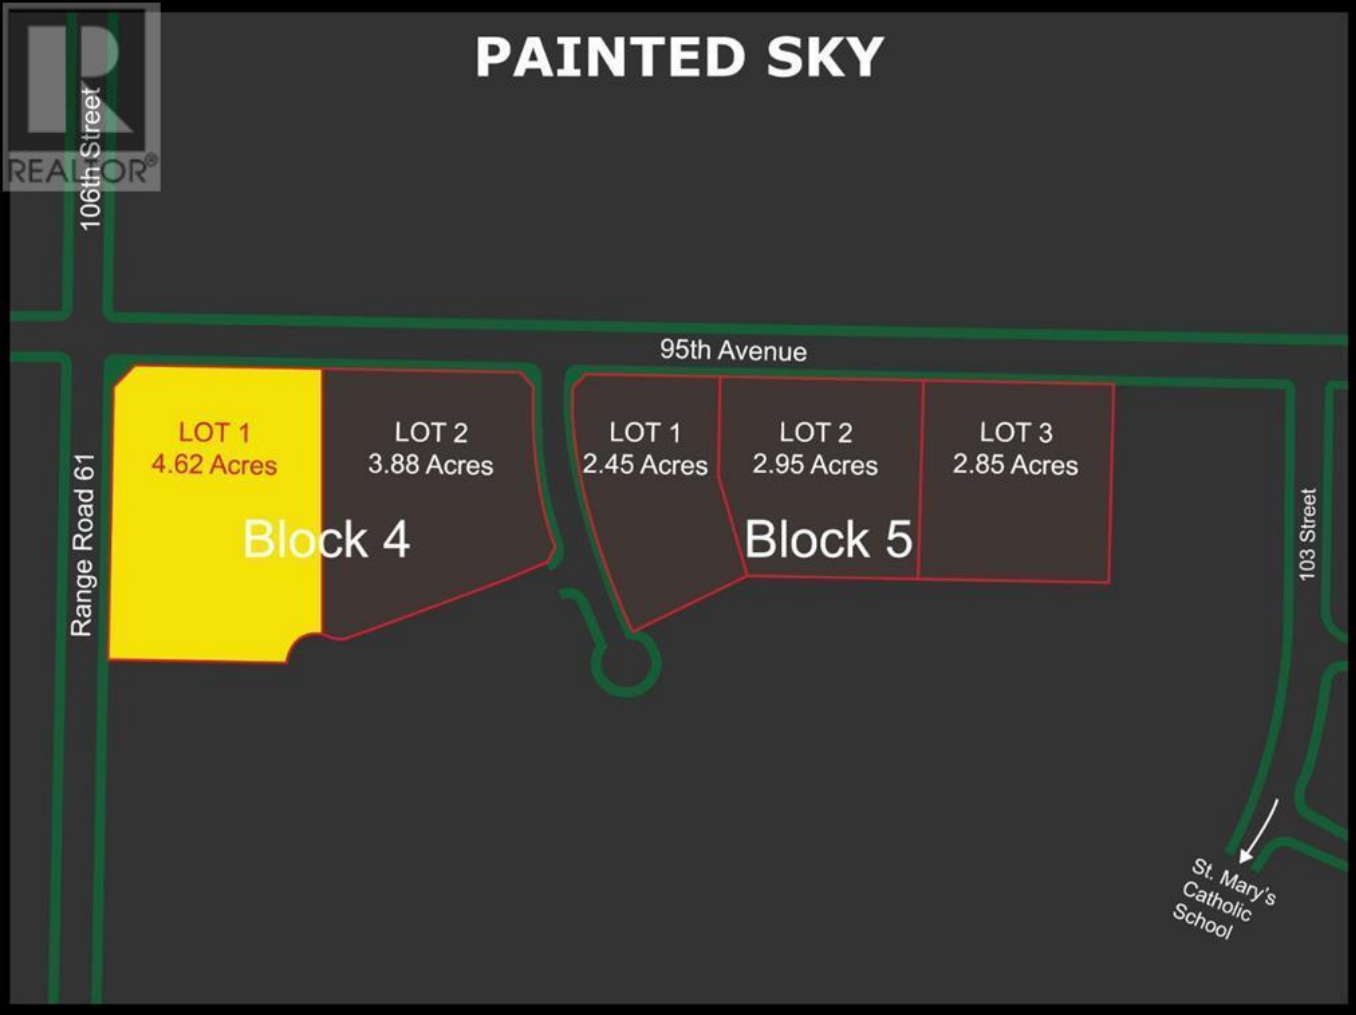 PAINTED SKY
REALTOR®
106th Street
95th Avenue
LOT 1
4.62 Acres
LOT 2
3.88 Acres
Block 4
LOT 1
2.45 Acres
LOT 2
2.95 Acres
LOT 3
2.85 Acres
Block 5
Range Road 61
103 Street
St. Mary's
Catholic
School